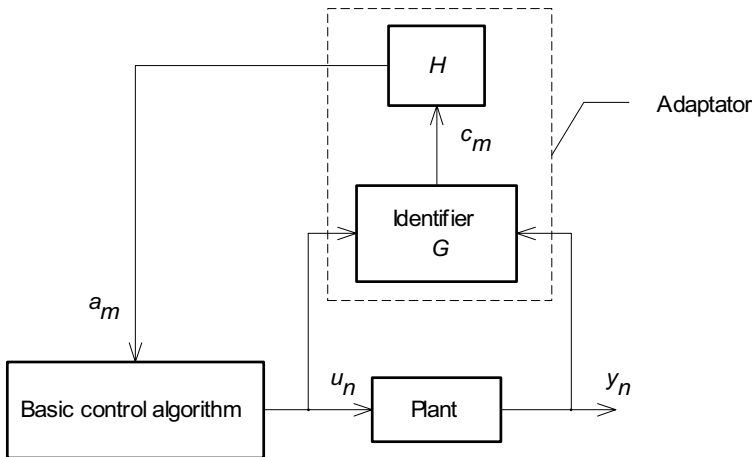 H
Adaptator
c_m
Identifier
G
a_m
u_n
y_n
Basic control algorithm
Plant